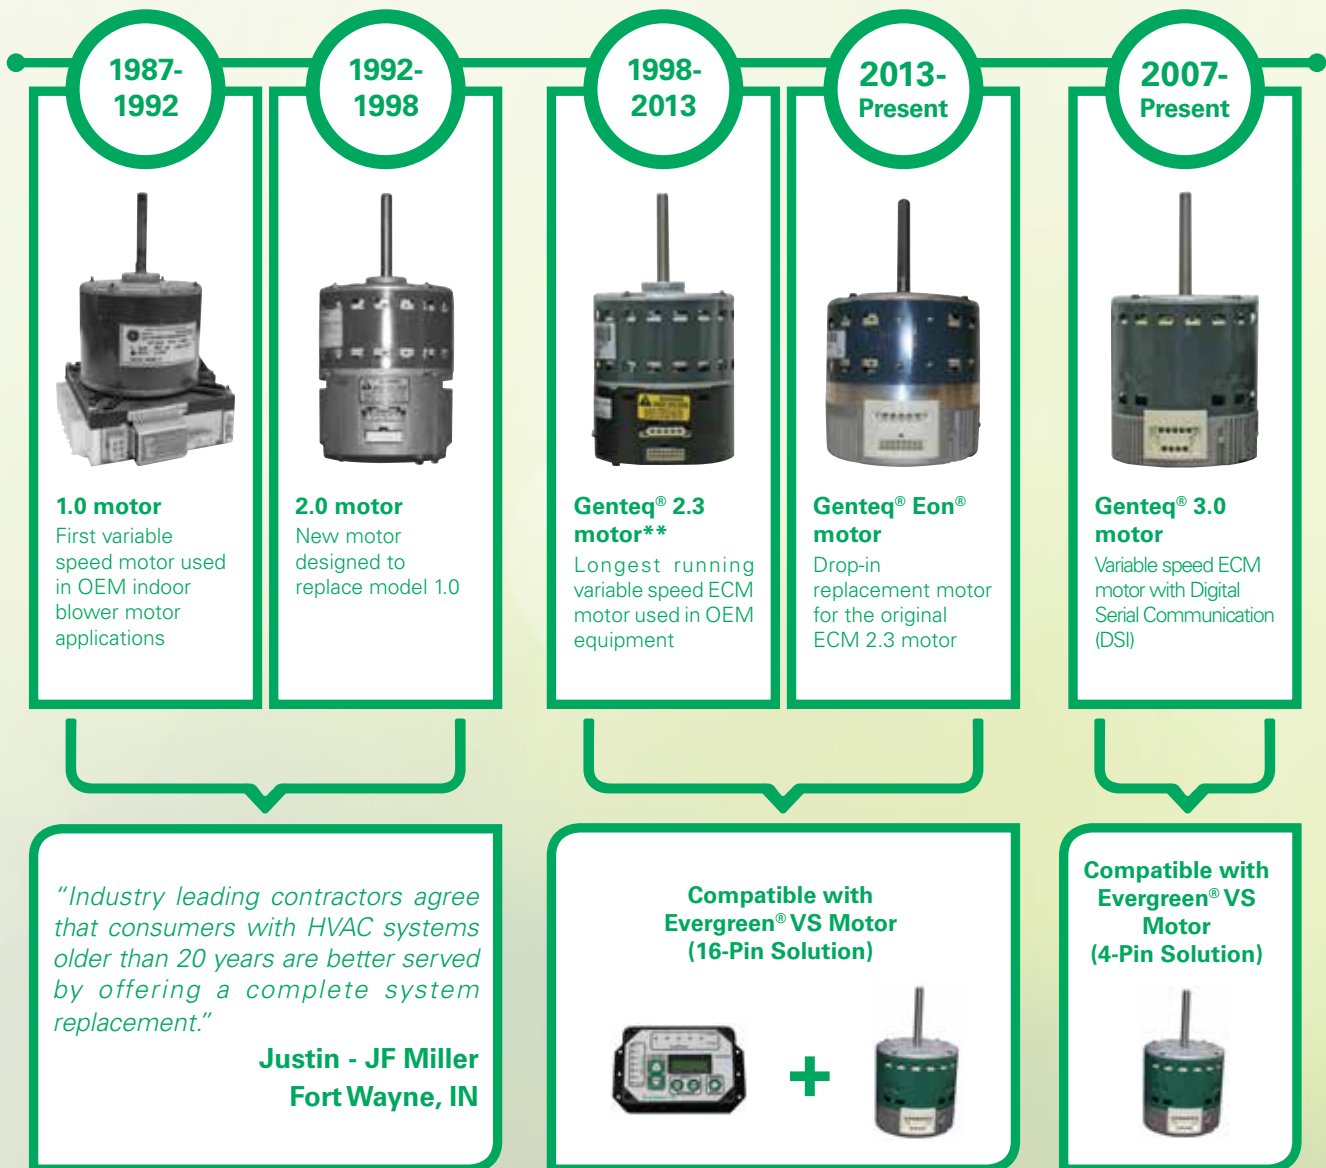 1987-
1992
1992-
1998
1998-
2013
2013-
Present
2007-
Present
1.0 motor
First variable
speed motor used
in OEM indoor
blower motor
applications
2.0 motor
New motor
designed to
replace model 1.0
Genteq® 2.3
motor**
Longest running
variable speed ECM
motor used in OEM
equipment
Genteq® Eon®
motor
Drop-in
replacement motor
for the original
ECM 2.3 motor
Genteq® 3.0
motor
Variable speed ECM
motor with Digital
Serial Communication
(DSI)
"Industry leading contractors agree
that consumers with HVAC systems
older than 20 years are better served
by offering a complete system
replacement."
Justin - JF Miller
Fort Wayne, IN
Compatible with
Evergreen® VS Motor
(16-Pin Solution)
+
Compatible with
Evergreen® VS
Motor
(4-Pin Solution)